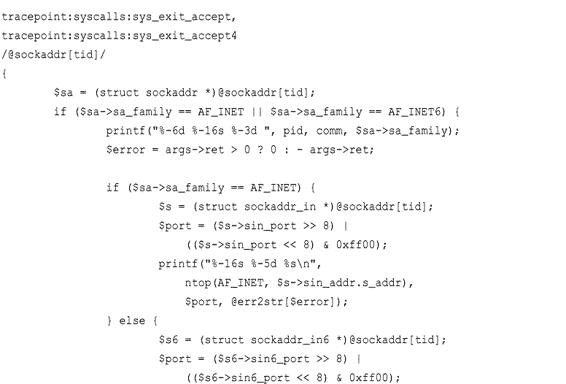 tracepoint:syscalls:sys_exit_accept,
tracepoint:syscalls:sys_exit_accept4
/@sockaddr[tid]/
{
$sa = (struct sockaddr *)@sockaddr[tid];
if ($sa->sa_family == AF_INET || $sa->sa_family == AF_INET6) {
printf("%-6d %-16s %-3d ", pid, comm, $sa->sa_family);
$error = args->ret > 0 ? 0 : - args->ret;
if ($sa->sa_family == AF_INET) {
$s = (struct sockaddr_in *)@sockaddr[tid];
$port = ($s->sin_port >> 8) |
(($s->sin_port << 8) & 0xff00);
printf("%-16s %-5d %s\n",
ntop(AF_INET, $s->sin_addr.s_addr),
$port, @err2str[$error]);
} else {
$s6 = (struct sockaddr_in6 *)@sockaddr[tid];
$port = ($s6->sin6_port >> 8) |
(($s6->sin6_port << 8) & 0xff00);